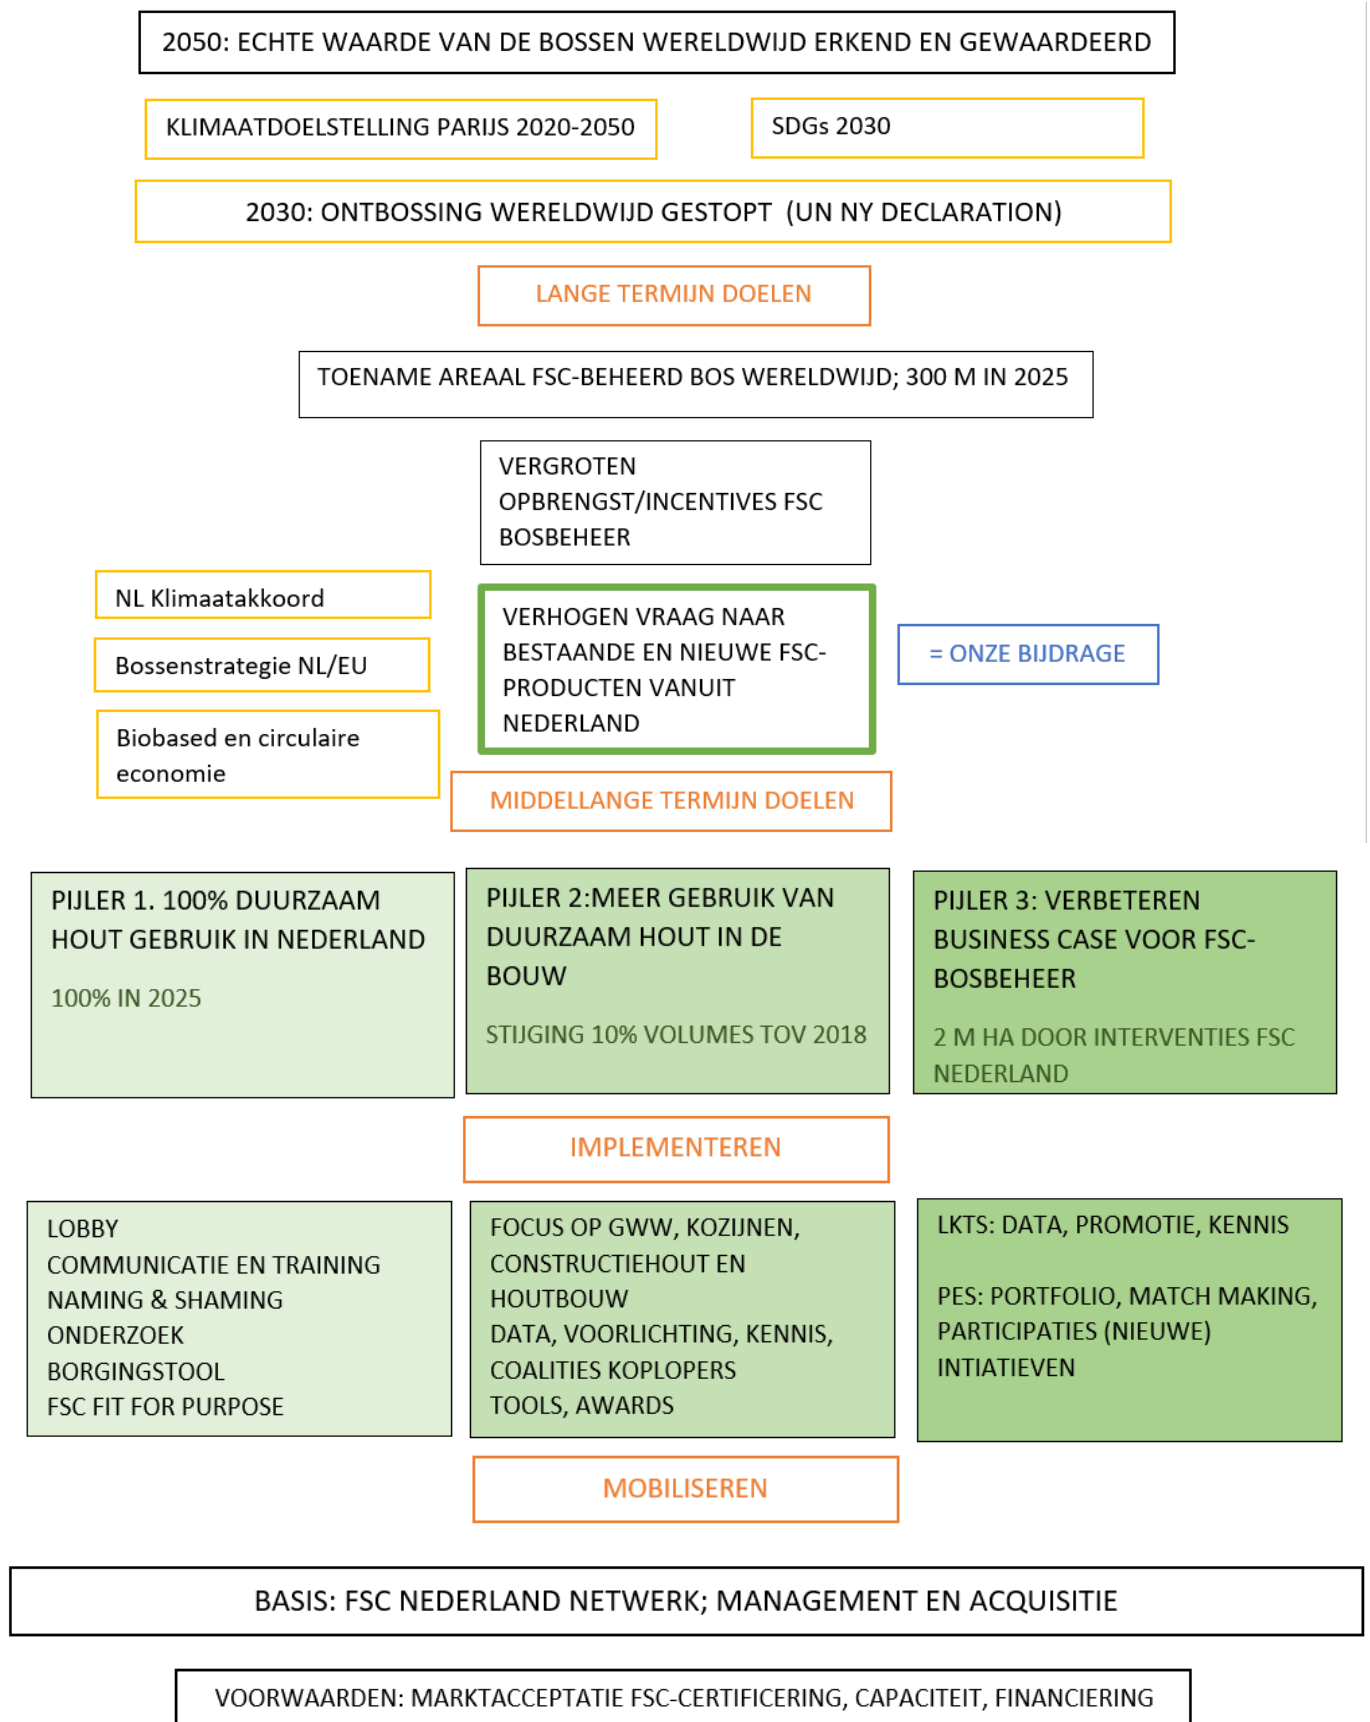 2050: ECHTE WAARDE VAN DE BOSSEN WERELDWIJD ERKEND EN GEWAARDEERD
KLIMAATDOELSTELLING PARIJS 2020-2050
SDGs 2030
2030: ONTBOSSING WERELDWIJD GESTOPT (UN NY DECLARATION)
LANGE TERMIJN DOELEN
TOENAME AREAAL FSC-BEHEERD BOS WERELDWIJD; 300 M IN 2025
VERGROTEN
OPBRENGST/INCENTIVES FSC
BOSBEHEER
NL Klimaatakkoord
Bossenstrategie NL/EU
Biobased en circulaire
economie
VERHOGEN VRAAG NAAR
BESTAANDE EN NIEUWE FSC-
PRODUCTEN VANUIT
NEDERLAND
= ONZE BIJDRAGE
MIDDELLANGE TERMIJN DOELEN
PIJLER 1. 100% DUURZAAM
HOUT GEBRUIK IN NEDERLAND
100% IN 2025
PIJLER 2:MEER GEBRUIK VAN
DUURZAAM HOUT IN DE
BOUW
STIJGING 10% VOLUMES TOV 2018
PIJLER 3: VERBETEREN
BUSINESS CASE VOOR FSC-
BOSBEHEER
2 M HA DOOR INTERVENTIES FSC
NEDERLAND
IMPLEMENTEREN
LOBBY
COMMUNICATIE EN TRAINING
NAMING & SHAMING
ONDERZOEK
BORGINGSTOOL
FSC FIT FOR PURPOSE
FOCUS OP GWW, KOZIJNEN,
CONSTRUCTIEHOUT EN
HOUTBOUW
DATA, VOORLICHTING, KENNIS,
COALITIES KOPLOPERS
TOOLS, AWARDS
LKTS: DATA, PROMOTIE, KENNIS
PES: PORTFOLIO, MATCH MAKING,
PARTICIPATIES (NIEUWE)
INTIATIEVEN
MOBILISEREN
BASIS: FSC NEDERLAND NETWERK; MANAGEMENT EN ACQUISITIE
VOORWAARDEN: MARKTACCEPTATIE FSC-CERTIFICERING, CAPACITEIT, FINANCIERING